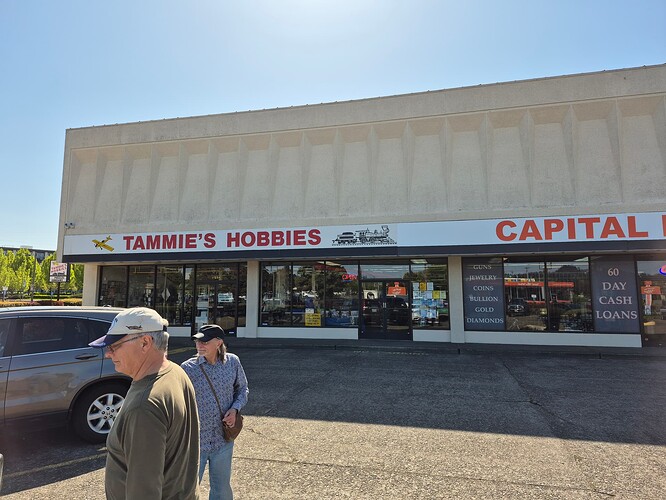 TAMMIE'S HOBBIES
CAPITAL
GUNS
JEWELRY
COINS
BULLION
GOLD
DIAMONDS
60
DAY
CASH
LOANS